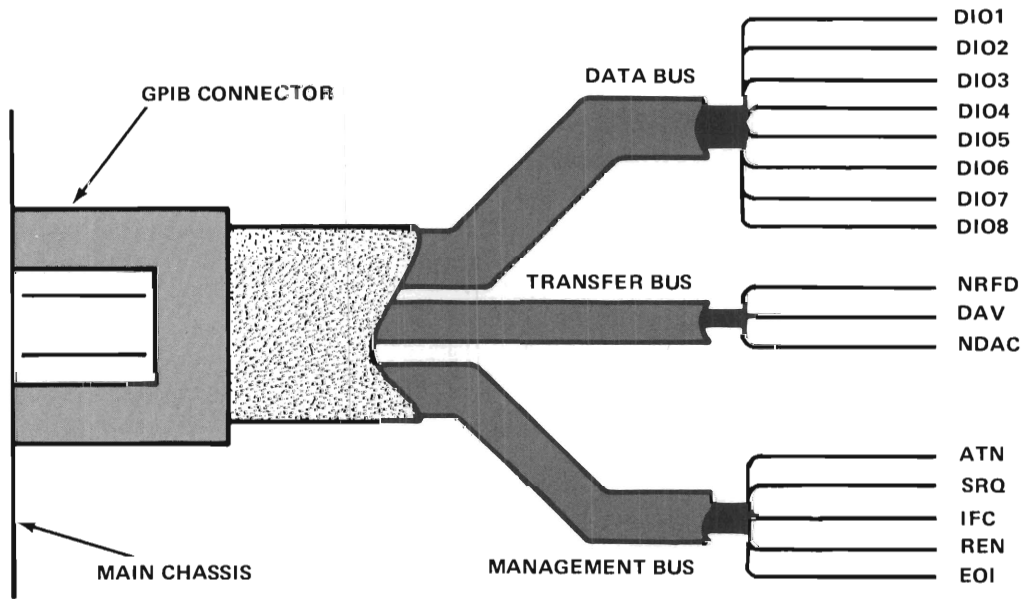 DATA BUS
DIO1
DIO2
DIO3
DIO4
DIO5
DIO6
DIO7
DIO8
GPIB CONNECTOR
TRANSFER BUS
NRFD
DAV
NDAC
MANAGEMENT BUS
ATN
SRQ
IFC
REN
EOI
MAIN CHASSIS